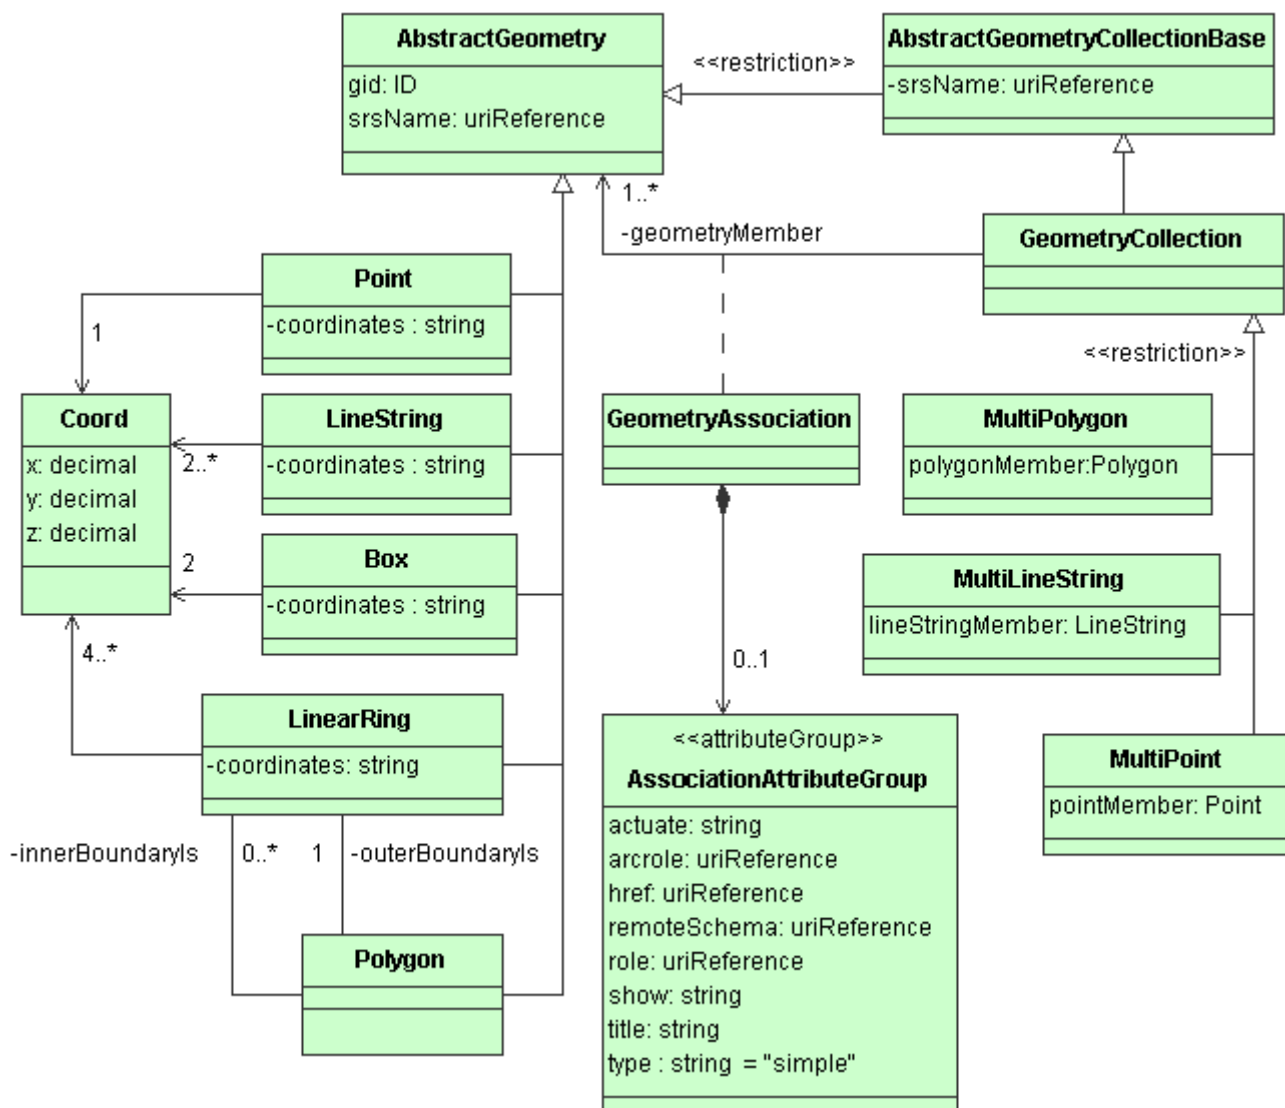 AbstractGeometry
gid: ID
srsName: uriReference
<<restriction>>
AbstractGeometryCollectionBase
-srsName: uriReference
1..*
-geometryMember
GeometryCollection
<<restriction>>
Point
-coordinates : string
1
Coord
x: decimal
y: decimal
z: decimal
LineString
-coordinates : string
2..*
Box
-coordinates : string
2
4..*
LinearRing
-coordinates: string
-innerBoundaryIs
0..*
1
-outerBoundaryIs
Polygon
GeometryAssociation
0..1
<<attributeGroup>>
AssociationAttributeGroup
actuate: string
arcrole: uriReference
href: uriReference
remoteSchema: uriReference
role: uriReference
show: string
title: string
type : string = "simple"
MultiPolygon
polygonMember:Polygon
MultiLineString
lineStringMember: LineString
MultiPoint
pointMember: Point